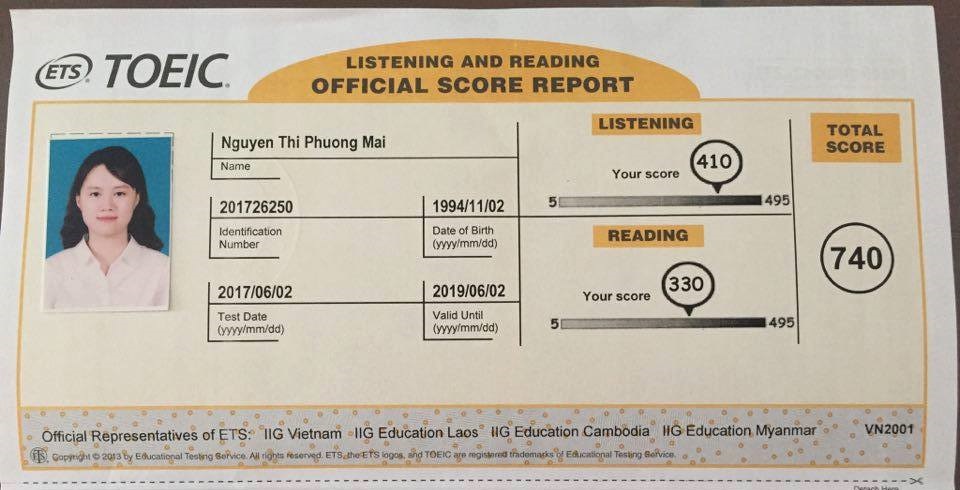 ETS TOEIC
LISTENING AND READING
OFFICIAL SCORE REPORT
Nguyen Thi Phuong Mai
Name
201726250
Identification
Number
1994/11/02
Date of Birth
(yyyy/mm/dd)
2017/06/02
Test Date
(yyyy/mm/dd)
2019/06/02
Valid Until
(yyyy/mm/dd)
LISTENING
Your score 410
5 495
READING
Your score 330
5 495
TOTAL
SCORE
740
Official Representatives of ETS: IIG Vietnam IIG Education Laos IIG Education Cambodia IIG Education Myanmar VN2001
ETS Copyright © 2013 by Educational Testing Service. All rights reserved. ETS, the ETS logos, and TOEIC are registered trademarks of Educational Testing Service.
Detach Here